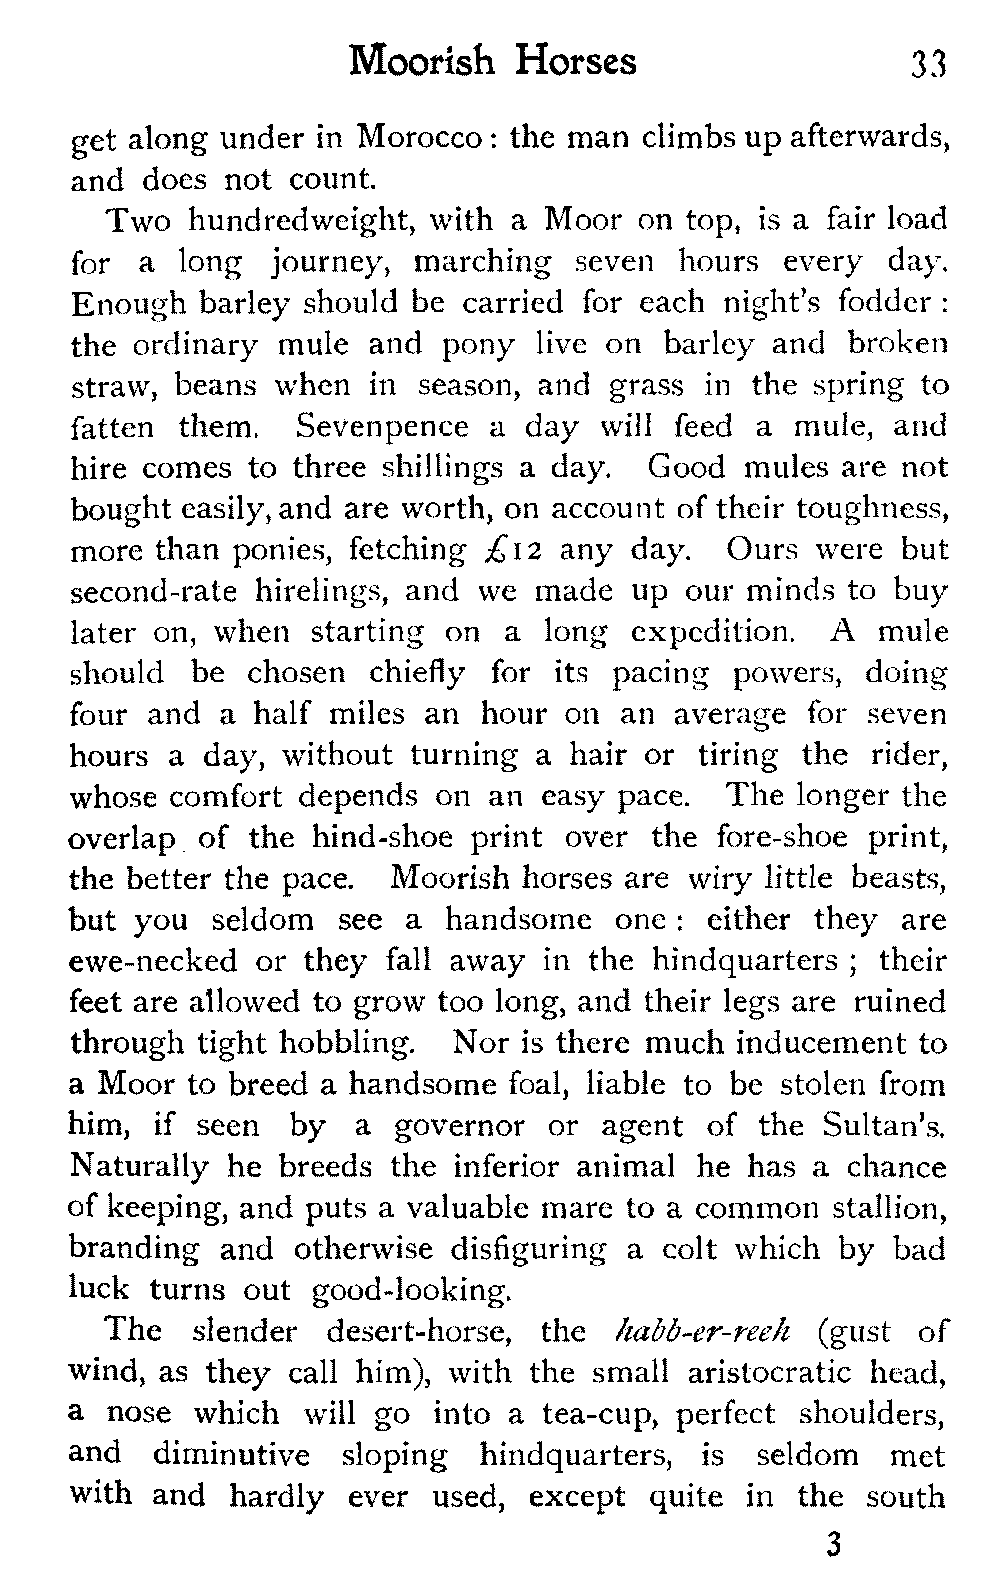 Moorish Horses 33
get along under in Morocco : the man climbs up afterwards,
and does not count.
Two hundredweight, with a Moor on top, is a fair load
for a long journey, marching seven hours every day.
Enough barley should be carried for each night's fodder :
the ordinary mule and pony live on barley and broken
straw, beans when in season, and grass in the spring to
fatten them. Sevenpence a day will feed a mule, and
hire comes to three shillings a day. Good mules are not
bought easily, and are worth, on account of their toughness,
more than ponies, fetching £12 any day. Ours were but
second-rate hirelings, and we made up our minds to buy
later on, when starting on a long expedition. A mule
should be chosen chiefly for its pacing powers, doing
four and a half miles an hour on an average for seven
hours a day, without turning a hair or tiring the rider,
whose comfort depends on an easy pace. The longer the
overlap of the hind-shoe print over the fore-shoe print,
the better the pace. Moorish horses are wiry little beasts,
but you seldom see a handsome one : either they are
ewe-necked or they fall away in the hindquarters ; their
feet are allowed to grow too long, and their legs are ruined
through tight hobbling. Nor is there much inducement to
a Moor to breed a handsome foal, liable to be stolen from
him, if seen by a governor or agent of the Sultan's.
Naturally he breeds the inferior animal he has a chance
of keeping, and puts a valuable mare to a common stallion,
branding and otherwise disfiguring a colt which by bad
luck turns out good-looking.
The slender desert-horse, the habb-er-reeh (gust of
wind, as they call him), with the small aristocratic head,
a nose which will go into a tea-cup, perfect shoulders,
and diminutive sloping hindquarters, is seldom met
with and hardly ever used, except quite in the south
3